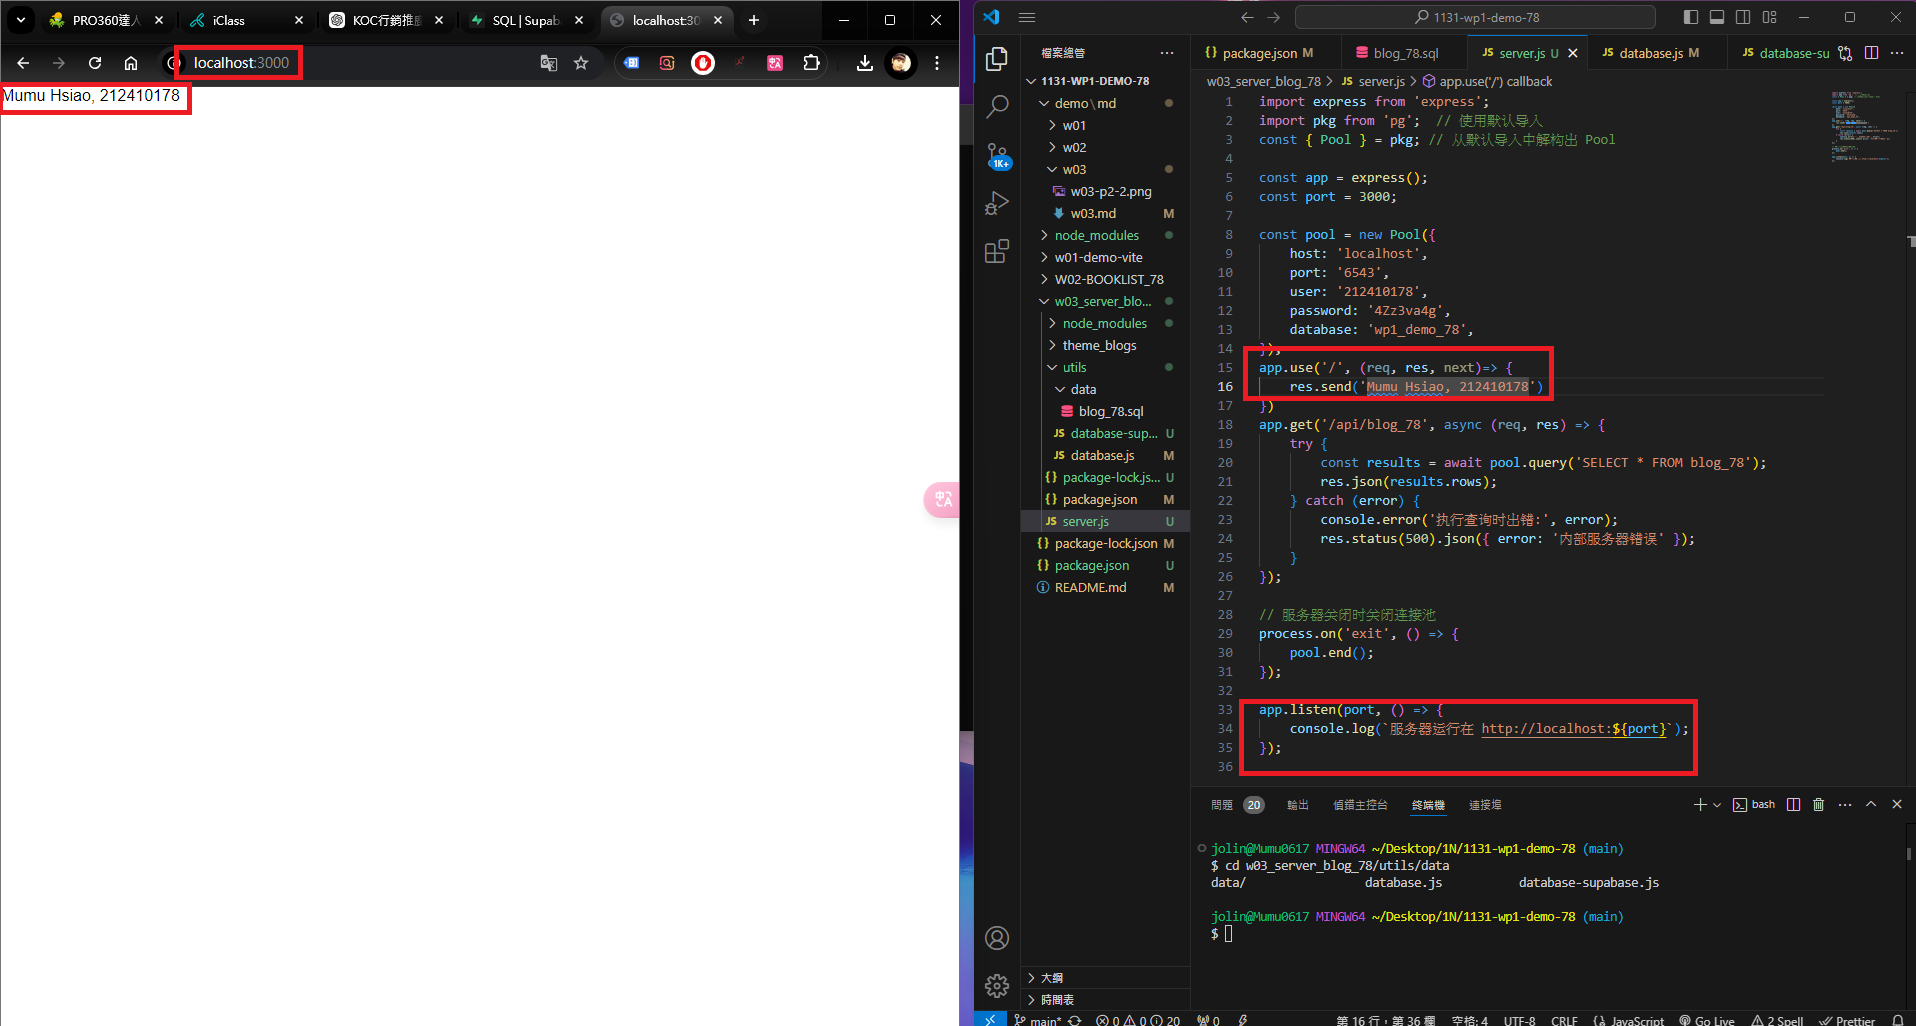 PRO360達人
iClass
KOC行銷推廣
SQL | Supab
localhost:30
localhost:3000
Mumu Hsiao, 212410178
1131-wp1-demo-78
檔案總管
1131-WP1-DEMO-78
demo\md
w01
w02
w03
w03-p2-2.png
w03.md M
node_modules
w01-demo-vite
W02-BOOKLIST_78
w03_server_blo...
node_modules
theme_blogs
utils
data
blog_78.sql
JS database-sup... U
JS database.js M
{} package-lock.js... U
{} package.json M
JS server.js U
{} package-lock.json M
{} package.json U
README.md M
大綱
時間表
{} package.json M
blog_78.sql
JS server.js U
JS database.js M
JS database-su
w03_server_blog_78 > JS server.js > app.use('/') callback
1 import express from 'express';
2 import pkg from 'pg'; // 使用默认导入
3 const { Pool } = pkg; // 从默认导入中解构出 Pool
4
5 const app = express();
6 const port = 3000;
7
8 const pool = new Pool({
9 host: 'localhost',
10 port: '6543',
11 user: '212410178',
12 password: '4Zz3va4g',
13 database: 'wp1_demo_78',
14 });
15 app.use('/', (req, res, next)=> {
16 res.send('Mumu Hsiao, 212410178')
17 })
18 app.get('/api/blog_78', async (req, res) => {
19 try {
20 const results = await pool.query('SELECT * FROM blog_78');
21 res.json(results.rows);
22 } catch (error) {
23 console.error('执行查询时出错:', error);
24 res.status(500).json({ error: '内部服务器错误' });
25 }
26 });
27
28 // 服务器关闭时关闭连接池
29 process.on('exit', () => {
30 pool.end();
31 });
32
33 app.listen(port, () => {
34 console.log(`服务器运行在 http://localhost:${port}`);
35 });
36
問題 20 輸出 偵錯主控台 終端機 連接埠
bash
jolin@Mumu0617 MINGW64 ~/Desktop/1N/1131-wp1-demo-78 (main)
$ cd w03_server_blog_78/utils/data
data/ database.js database-supabase.js
jolin@Mumu0617 MINGW64 ~/Desktop/1N/1131-wp1-demo-78 (main)
$
1K+
main* 0 0 20 0 第 16 行，第 36 欄 空格: 4 UTF-8 CRLF {} JavaScript Go Live 2 Spell Prettier